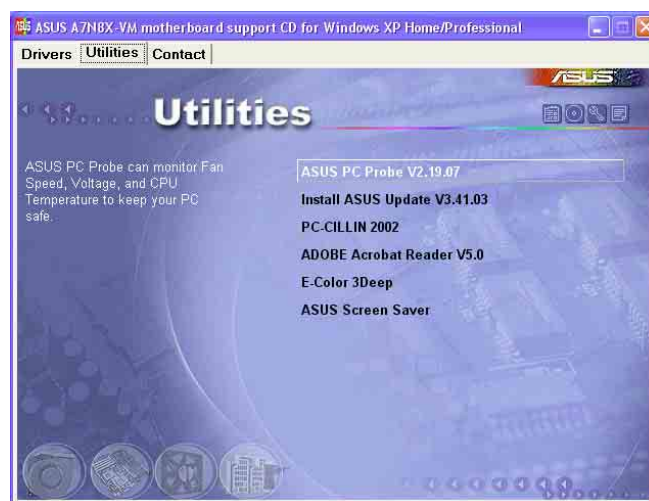 ASUS A7N8X-VM motherboard support CD for Windows XP Home/Professional
Drivers Utilities Contact
ASUS
Utilities
ASUS PC Probe can monitor Fan
Speed, Voltage, and CPU
Temperature to keep your PC
safe.
ASUS PC Probe V2.19.07
Install ASUS Update V3.41.03
PC-CILLIN 2002
ADOBE Acrobat Reader V5.0
E-Color 3Deep
ASUS Screen Saver